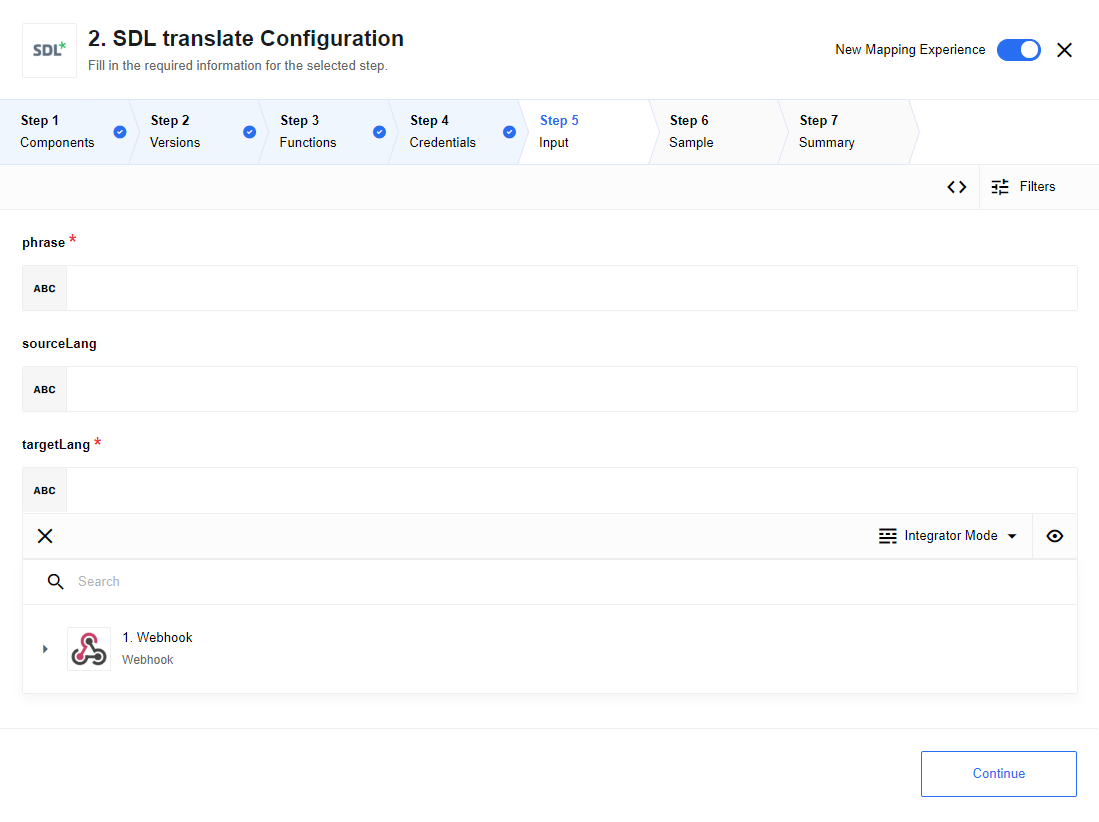 SDL*
2. SDL translate Configuration
Fill in the required information for the selected step.
New Mapping Experience
Step 1
Components
Step 2
Versions
Step 3
Functions
Step 4
Credentials
Step 5
Input
Step 6
Sample
Step 7
Summary
Filters
phrase *
ABC
sourceLang
ABC
targetLang *
ABC
Integrator Mode
Search
1. Webhook
Webhook
Continue